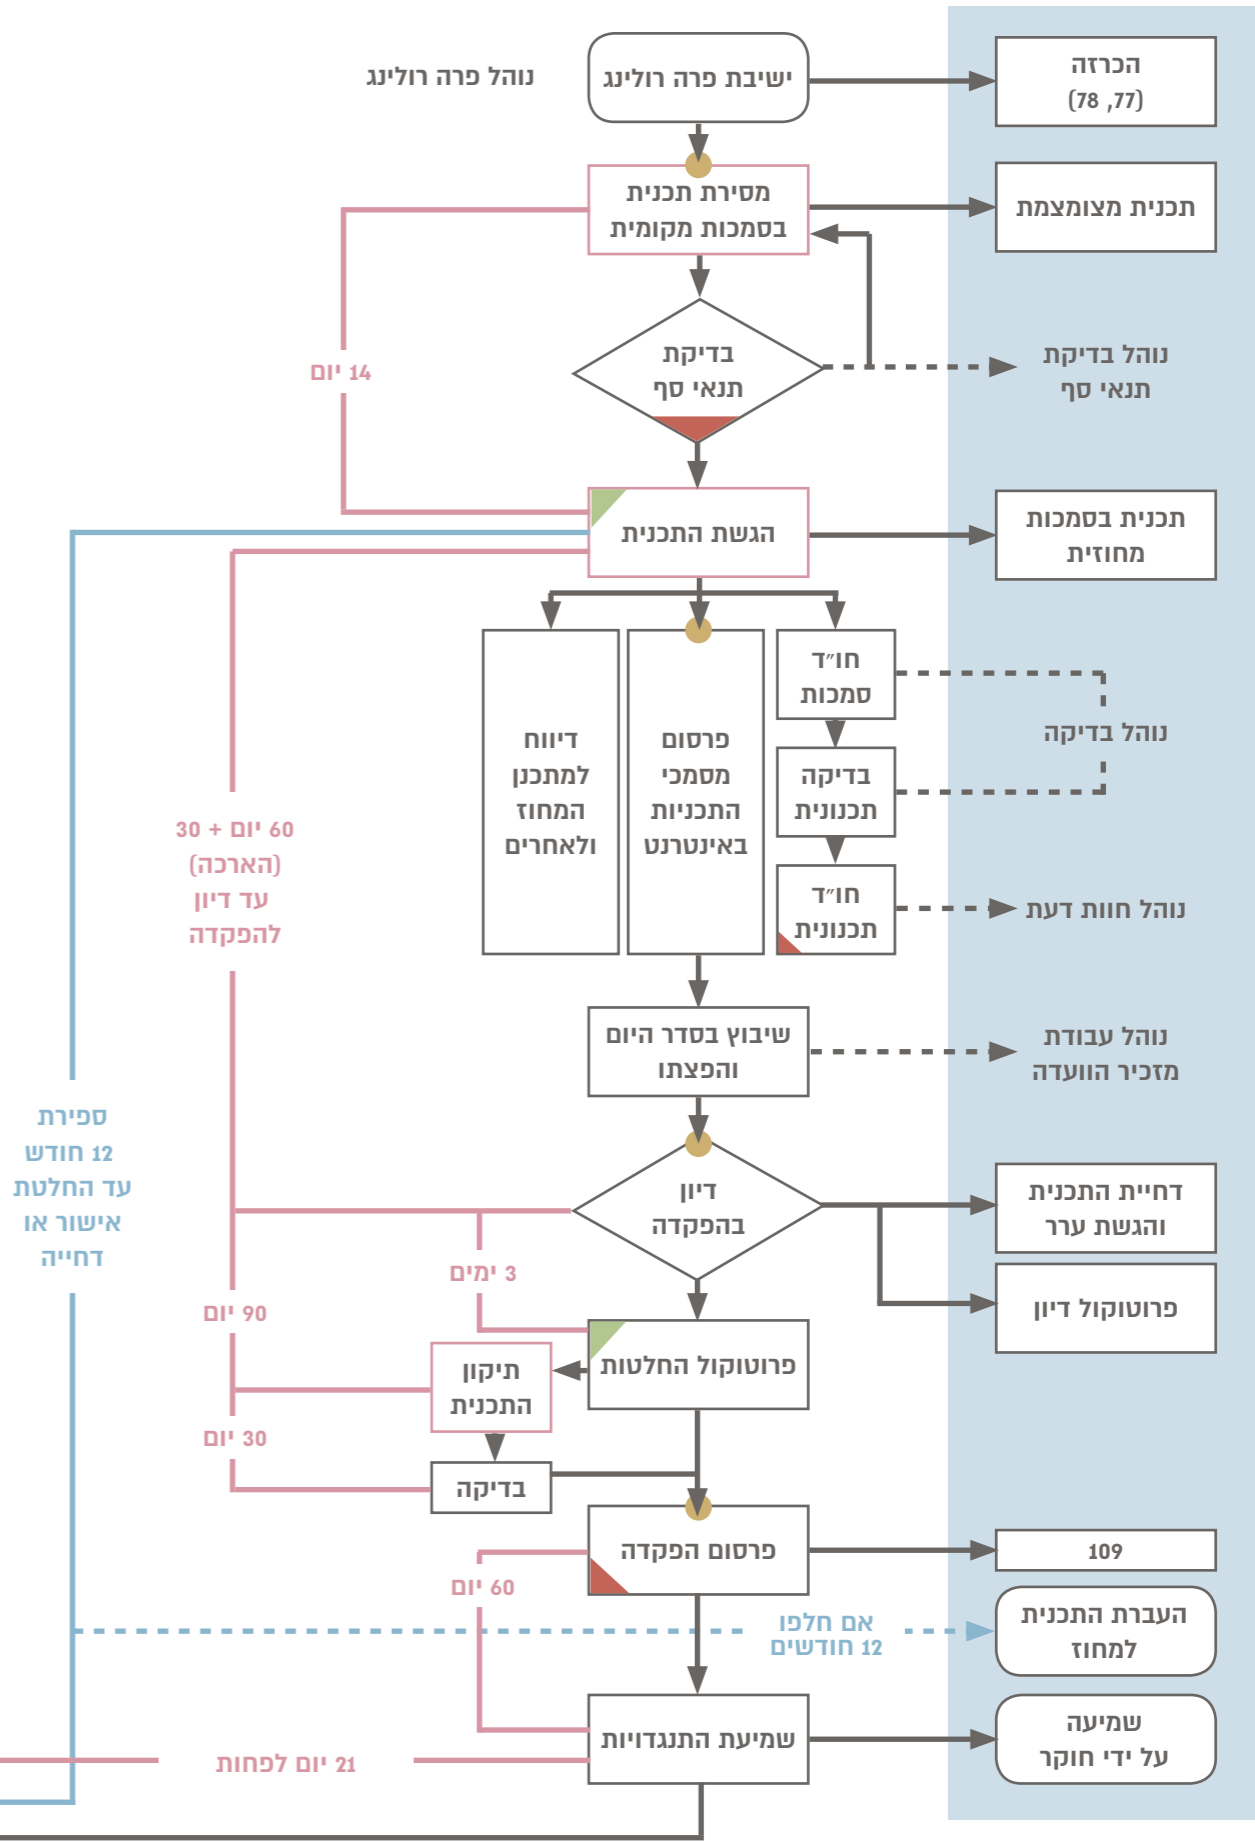 נוהל פרה רולינג
ישיבת פרה רולינג
הכרזה
(77, 78)
מסירת תכנית
בסמכות מקומית
תכנית מצומצמת
14 יום
בדיקת
תנאי סף
נוהל בדיקת
תנאי סף
הגשת התכנית
תכנית בסמכות
מחוזית
חו״ד
סמכות
נוהל בדיקה
בדיקה
תכנונית
חו״ד
תכנונית
נוהל חוות דעת
פרסום
מסמכי
התכניות
באינטרנט
דיווח
למתכנן
המחוז
ולאחרים
60 יום + 30
(הארכה)
עד דיון
להפקדה
שיבוץ בסדר היום
והפצתו
נוהל עבודת
מזכיר הוועדה
ספירת
12 חודש
עד החלטת
אישור או
דחייה
דיון
בהפקדה
דחיית התכנית
והגשת ערר
פרוטוקול דיון
3 ימים
90 יום
פרוטוקול החלטות
תיקון
התכנית
30 יום
בדיקה
פרסום הפקדה
109
60 יום
אם חלפו
12 חודשים
העברת התכנית
למחוז
שמיעת התנגדויות
שמיעה
על ידי חוקר
21 יום לפחות